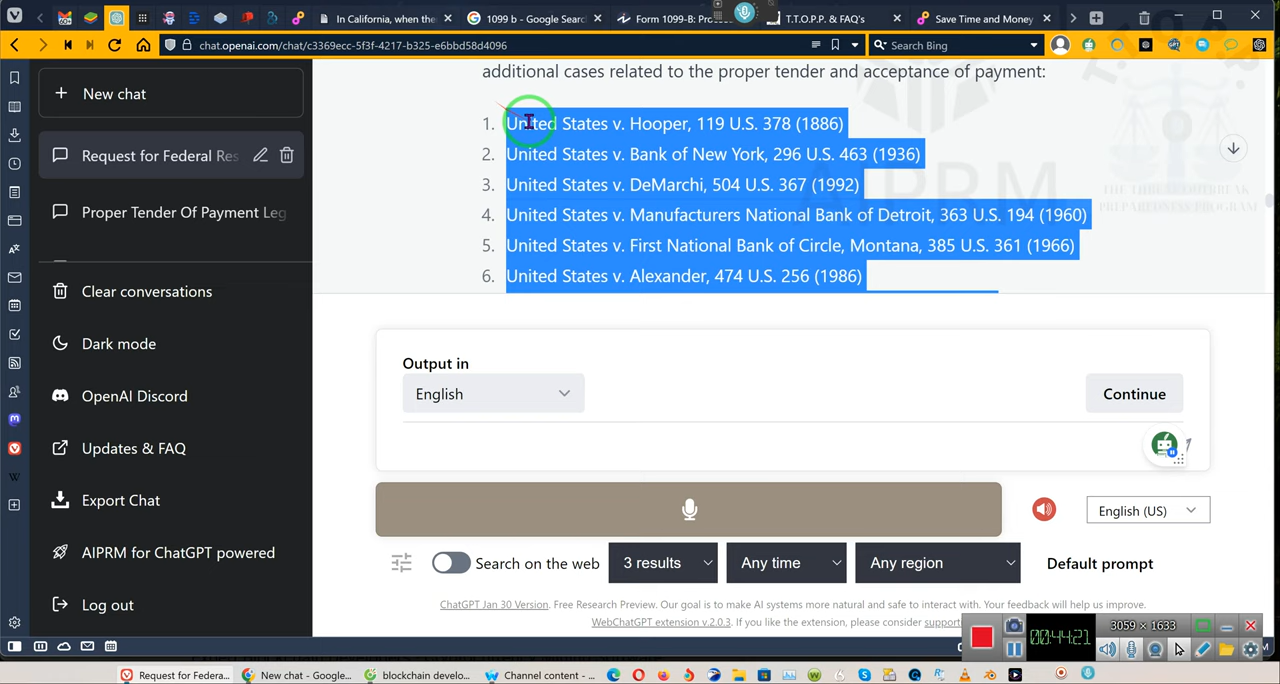 In California, when the
1099 b - Google Searc
Form 1099-B: Pro
T.T.O.P.P. & FAQ's
Save Time and Money
chat.openai.com/chat/c3369ecc-5f3f-4217-b325-e6bbd58d4096
Search Bing
New chat
Request for Federal Res
Proper Tender Of Payment Leg
Clear conversations
Dark mode
OpenAI Discord
Updates & FAQ
Export Chat
AIPRM for ChatGPT powered
Log out
additional cases related to the proper tender and acceptance of payment:
1. United States v. Hooper, 119 U.S. 378 (1886)
2. United States v. Bank of New York, 296 U.S. 463 (1936)
3. United States v. DeMarchi, 504 U.S. 367 (1992)
4. United States v. Manufacturers National Bank of Detroit, 363 U.S. 194 (1960)
5. United States v. First National Bank of Circle, Montana, 385 U.S. 361 (1966)
6. United States v. Alexander, 474 U.S. 256 (1986)
AIPRM
PREPAREDNESS PROGRAM
Output in
English
Continue
English (US)
Search on the web
3 results
Any time
Any region
Default prompt
ChatGPT Jan 30 Version. Free Research Preview. Our goal is to make AI systems more natural and safe to interact with. Your feedback will help us improve.
WebChatGPT extension v.2.0.3. If you like the extension, please consider support
3059 × 1633
00:44:21
Request for Federa...
New chat - Google...
blockchain develo...
Channel content - ...